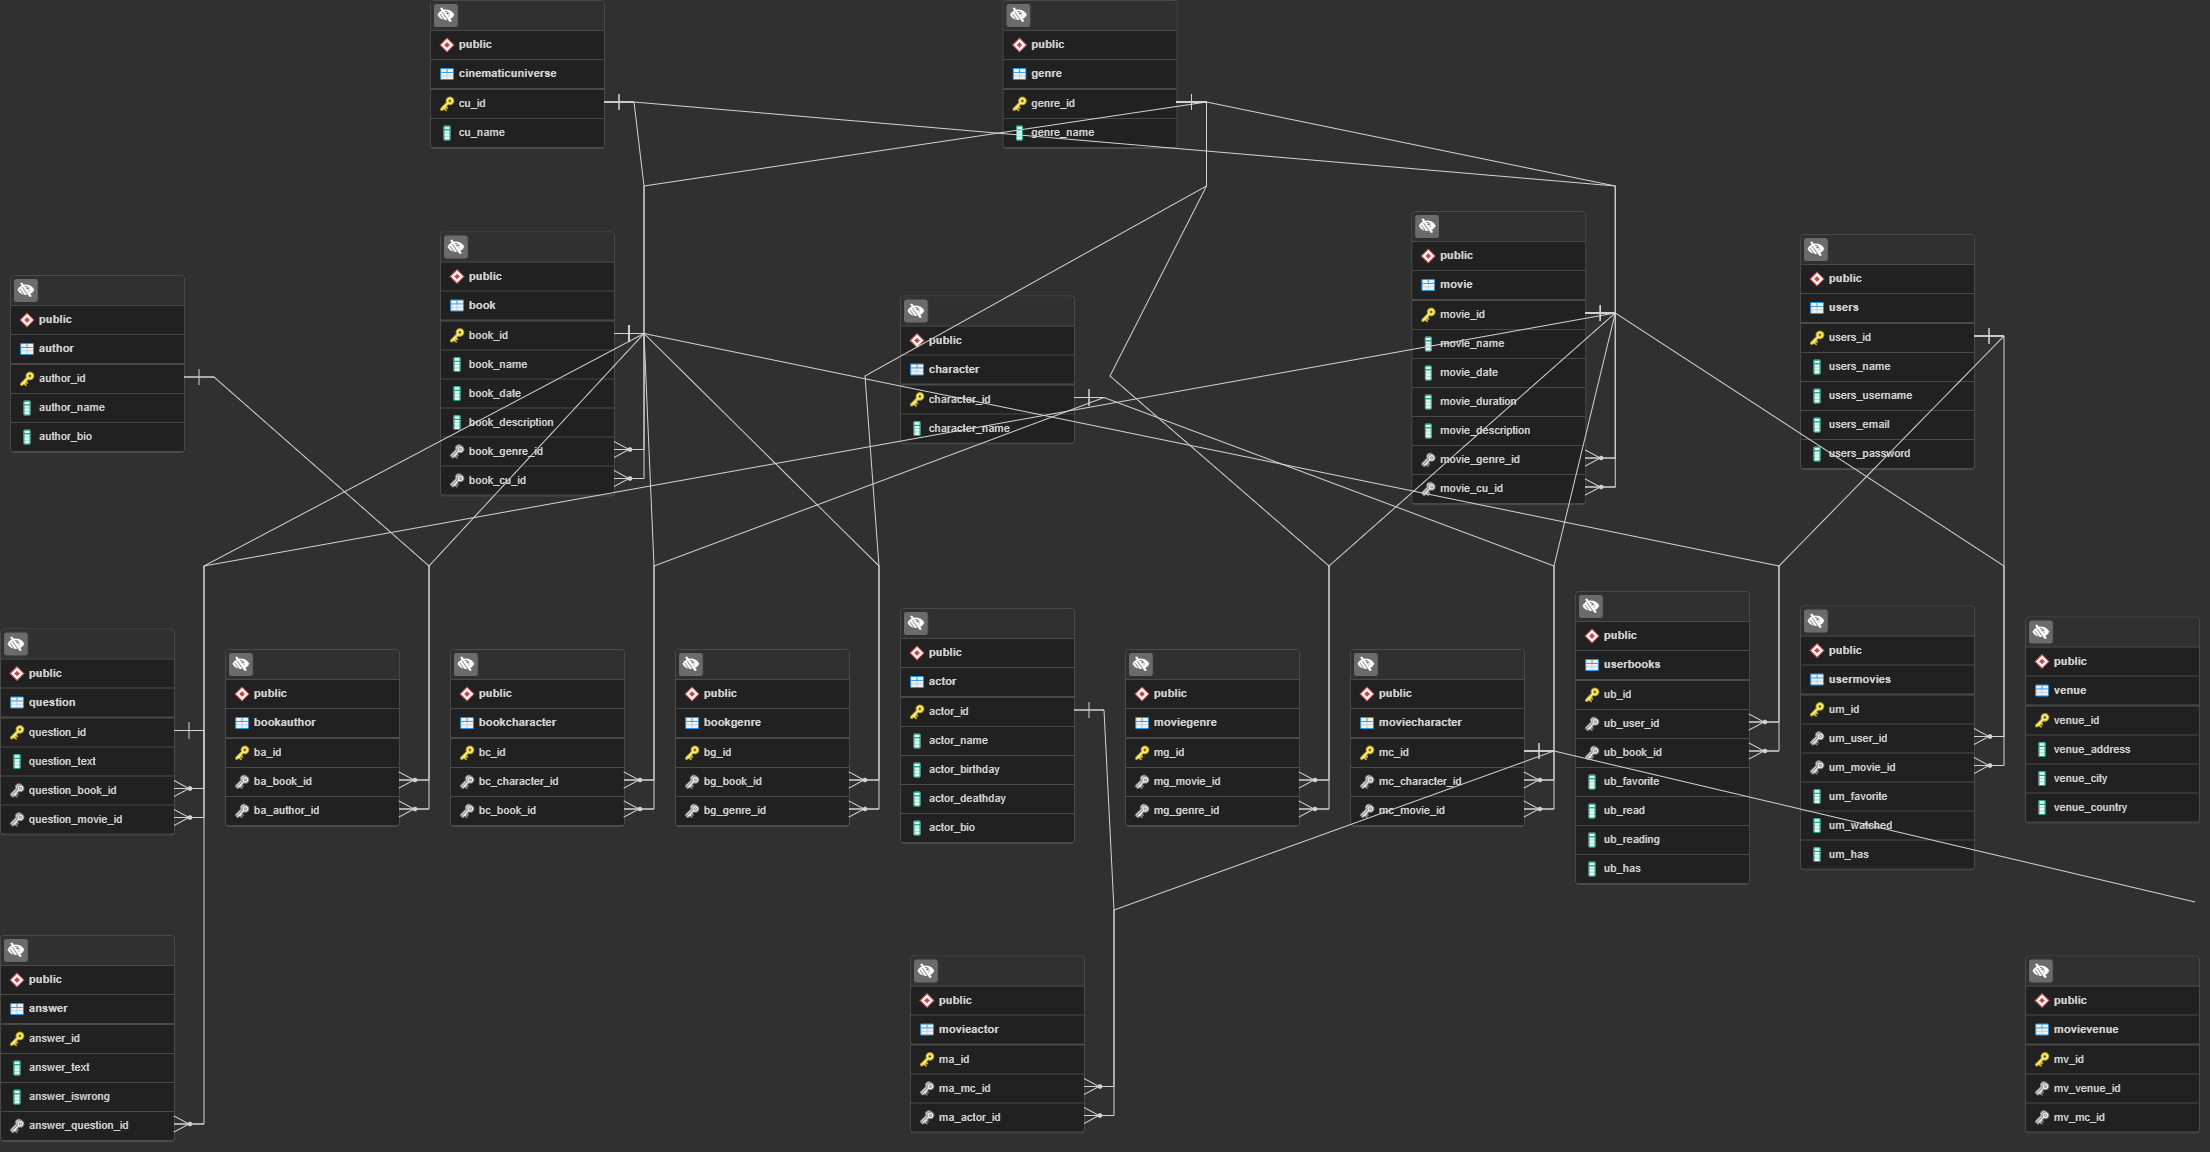 public
cinematicuniverse
cu_id
cu_name
public
genre
genre_id
genre_name
public
author
author_id
author_name
author_bio
public
book
book_id
book_name
book_date
book_description
book_genre_id
book_cu_id
public
character
charactor_id
character_name
public
movie
movie_id
movie_name
movie_date
movie_duration
movie_description
movie_genre_id
movie_cu_id
public
users
users_id
users_name
users_username
users_email
users_password
public
question
question_id
question_text
question_book_id
question_movie_id
public
bookauthor
ba_id
ba_book_id
ba_author_id
public
bookcharacter
bc_id
bc_character_id
bc_book_id
public
bookgenre
bg_id
bg_book_id
bg_genre_id
public
actor
actor_id
actor_name
actor_birthday
actor_deathday
actor_bio
public
moviegenre
mg_id
mg_movie_id
mg_genre_id
public
moviecharacter
mc_id
mc_character_id
mc_movie_id
public
userbooks
ub_id
ub_user_id
ub_book_id
ub_favorite
ub_read
ub_reading
ub_has
public
usermovies
um_id
um_user_id
um_movie_id
um_favorite
um_watched
um_has
public
venue
venue_id
venue_address
venue_city
venue_country
public
answer
answer_id
answer_text
answer_iswrong
answer_question_id
public
movieactor
ma_id
ma_mc_id
ma_actor_id
public
movievenue
mv_id
mv_venue_id
mv_mc_id